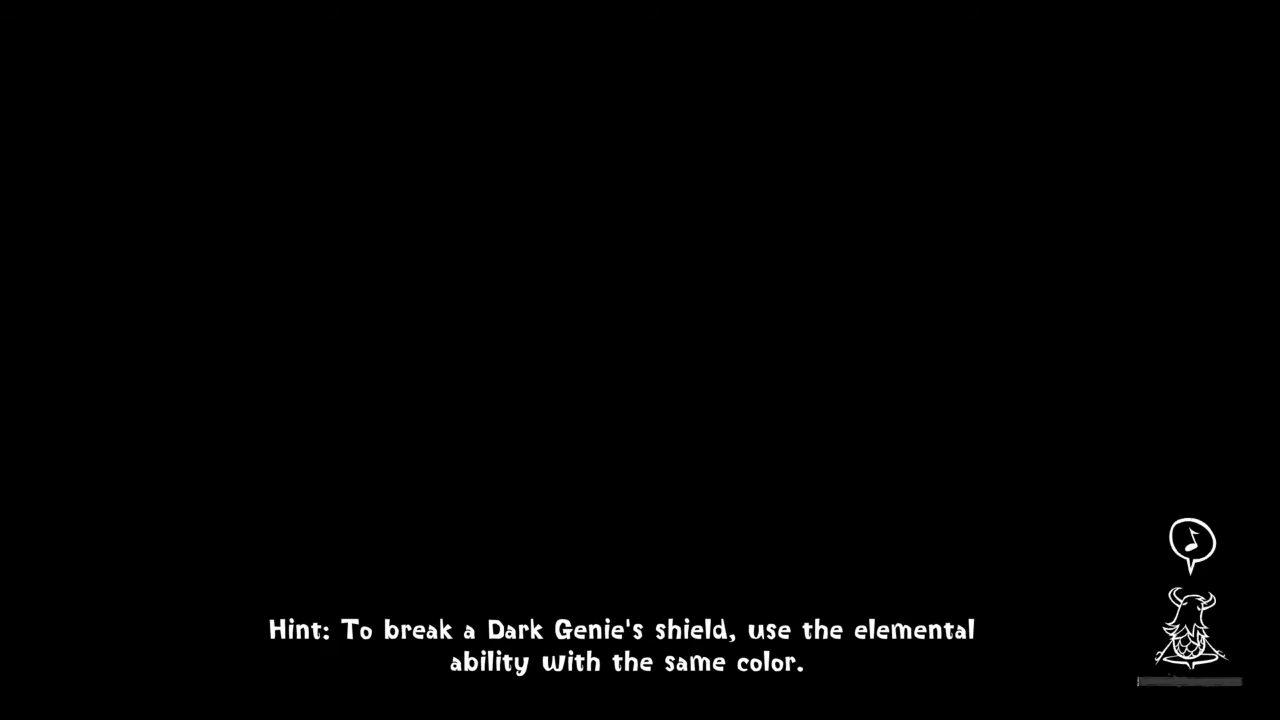 Hint: To break a Dark Genie's shield, use the elemental
ability with the same color.